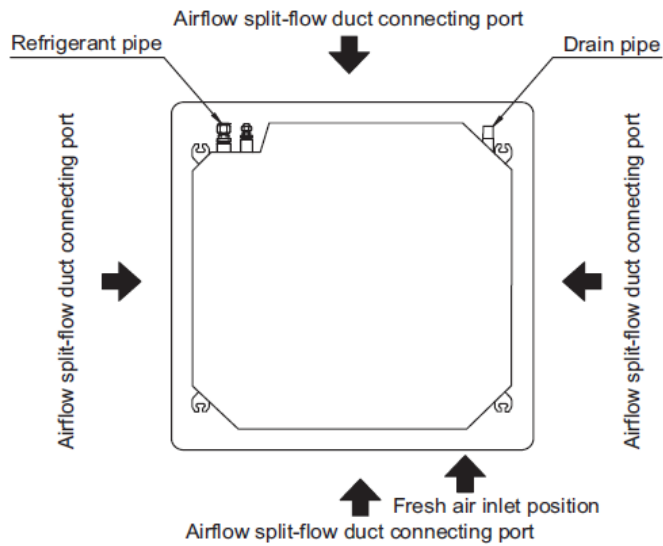 Airflow split-flow duct connecting port
Refrigerant pipe
Drain pipe
Airflow split-flow duct connecting port
Airflow split-flow duct connecting port
Fresh air inlet position
Airflow split-flow duct connecting port